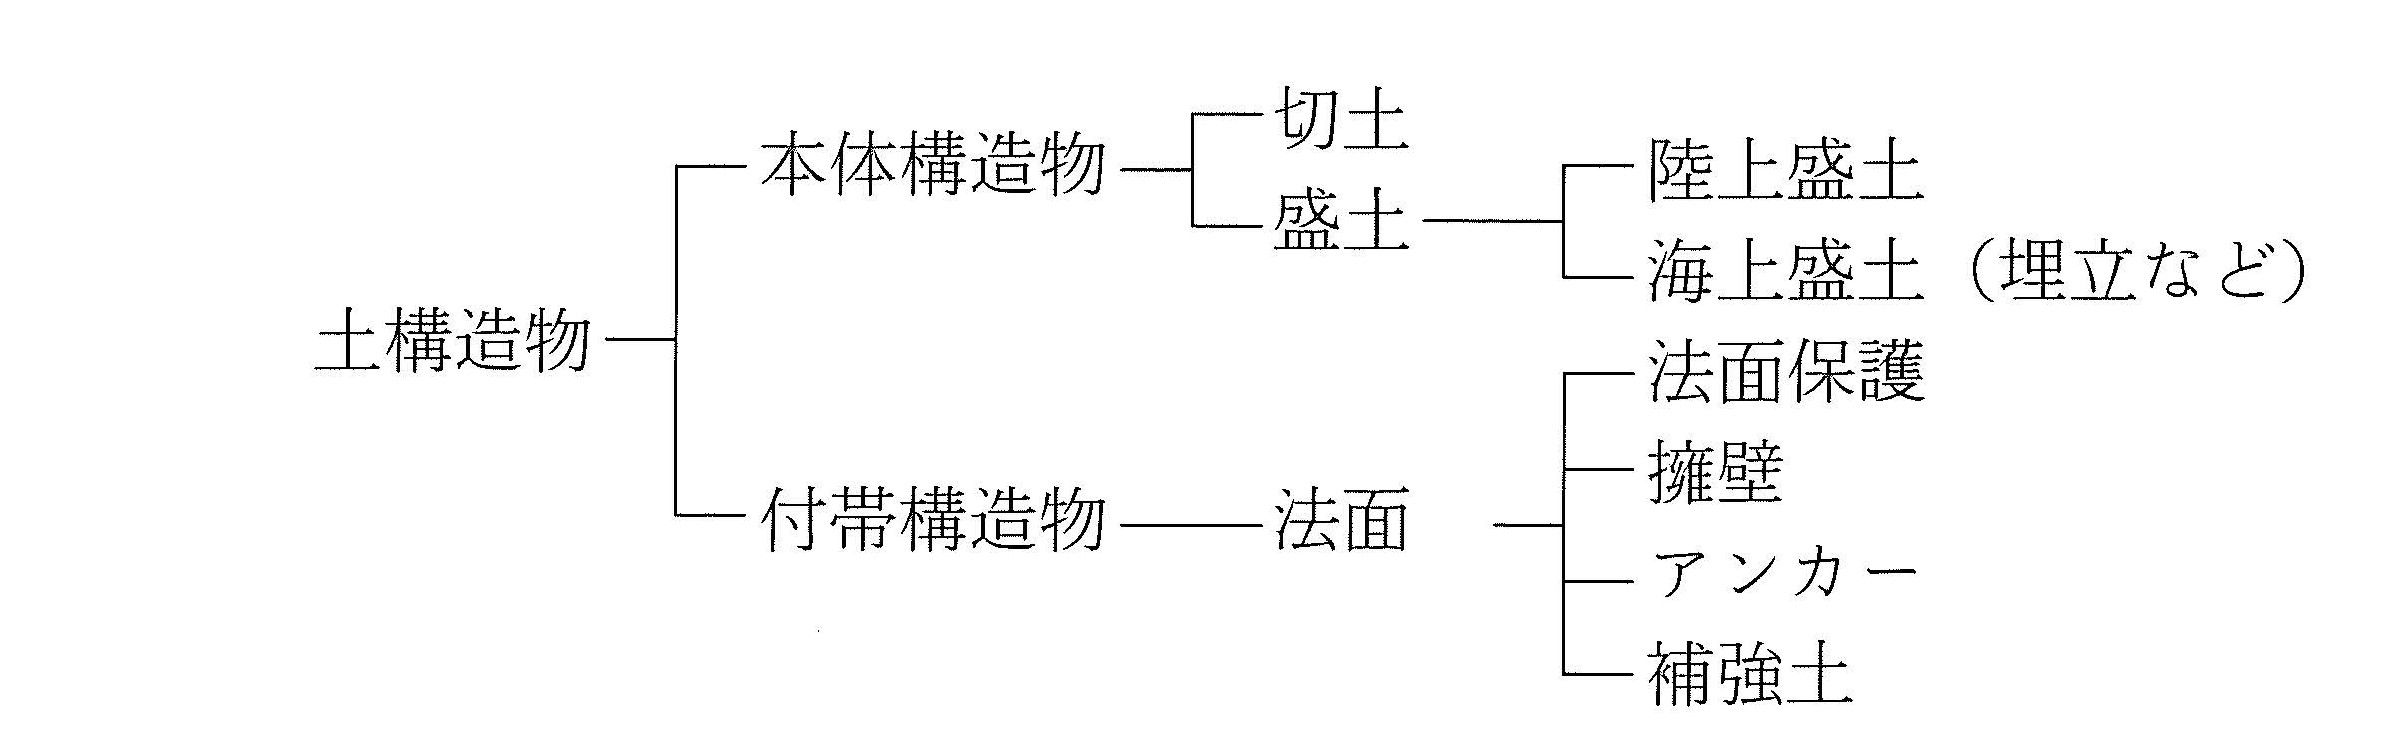 土構造物
本体構造物
切土
盛土
陸上盛土
海上盛土（埋立など）
付帯構造物
法面
法面保護
擁壁
アンカー
補強土